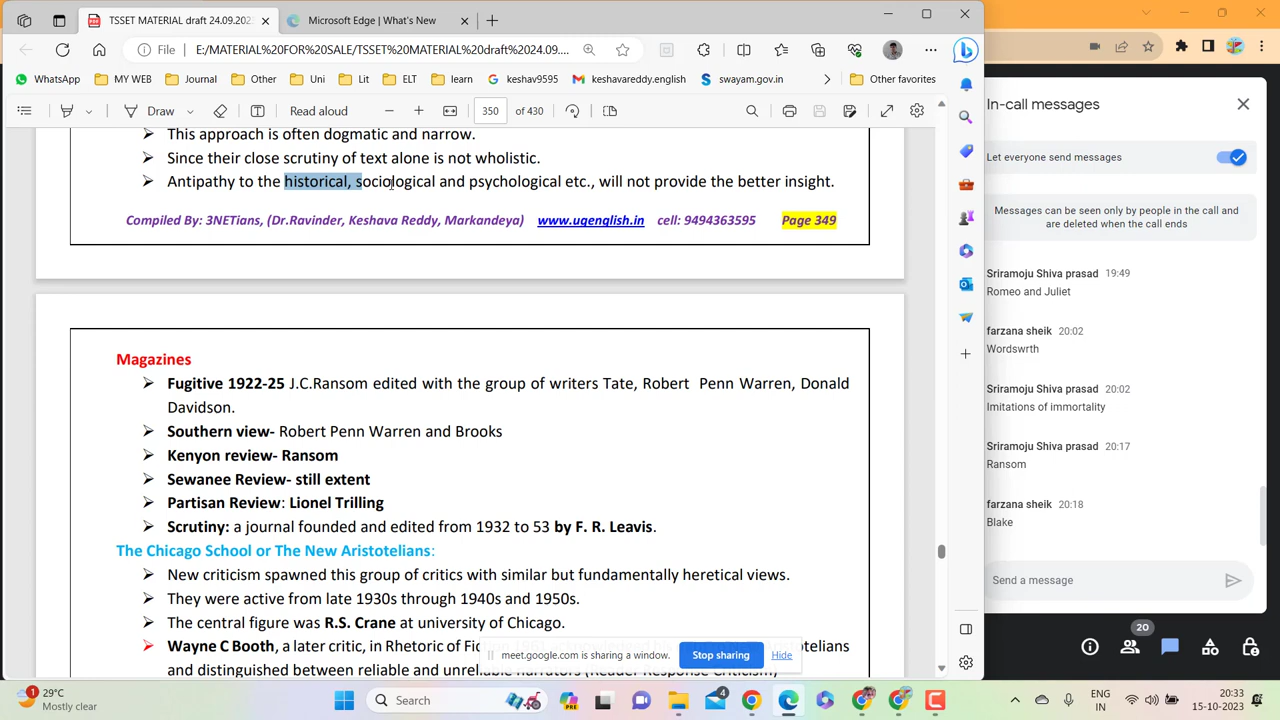 TSSET MATERIAL draft 24.09.202
Microsoft Edge | What's New
File
E:/MATERIAL%20FOR%20SALE/TSSET%20MATERIAL%20draft%2024.09....
WhatsApp
MY WEB
Journal
Other
Uni
Lit
ELT
learn
keshav9595
keshavareddy.english
swayam.gov.in
Other favorites
Draw
Read aloud
350
of 430
This approach is often dogmatic and narrow.
Since their close scrutiny of text alone is not wholistic.
Antipathy to the historical, sociological and psychological etc., will not provide the better insight.
Compiled By: 3NETians, (Dr.Ravinder, Keshava Reddy, Markandeya) www.ugenglish.in cell: 9494363595 Page 349
Magazines
Fugitive 1922-25 J.C.Ransom edited with the group of writers Tate, Robert Penn Warren, Donald
Davidson.
Southern view- Robert Penn Warren and Brooks
Kenyon review- Ransom
Sewanee Review- still extent
Partisan Review: Lionel Trilling
Scrutiny: a journal founded and edited from 1932 to 53 by F. R. Leavis.
The Chicago School or The New Aristotelians:
New criticism spawned this group of critics with similar but fundamentally heretical views.
They were active from late 1930s through 1940s and 1950s.
The central figure was R.S. Crane at university of Chicago.
Wayne C Booth, a later critic, in Rhetoric of Fic
totelians
and distinguished between reliable and unreliable narrators (Reader Response Criticism)
meet.google.com is sharing a window.
Stop sharing
Hide
In-call messages
Let everyone send messages
Messages can be seen only by people in the call and
are deleted when the call ends
Sriramoju Shiva prasad 19:49
Romeo and Juliet
farzana sheik 20:02
Wordswrth
Sriramoju Shiva prasad 20:02
Imitations of immortality
Sriramoju Shiva prasad 20:17
Ransom
farzana sheik 20:18
Blake
Send a message
20
1
29°C
Mostly clear
Search
PRE
4
ENG
IN
20:33
15-10-2023